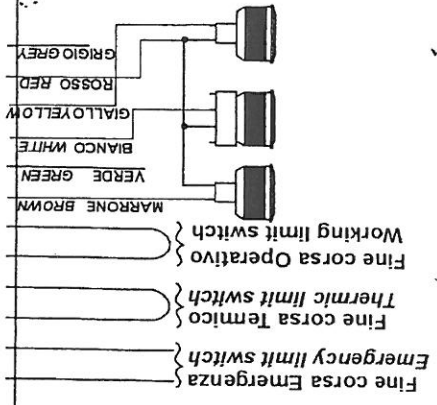 Fine corsa Emergenza
Emergency limit switch
Fine corsa Termico
Thermic limit switch
Fine corsa Operativo
Working limit switch
MARRONE BROWN
VERDE GREEN
BIANCO WHITE
GIALLO YELLOW
ROSSO RED
GRIGIO GREY